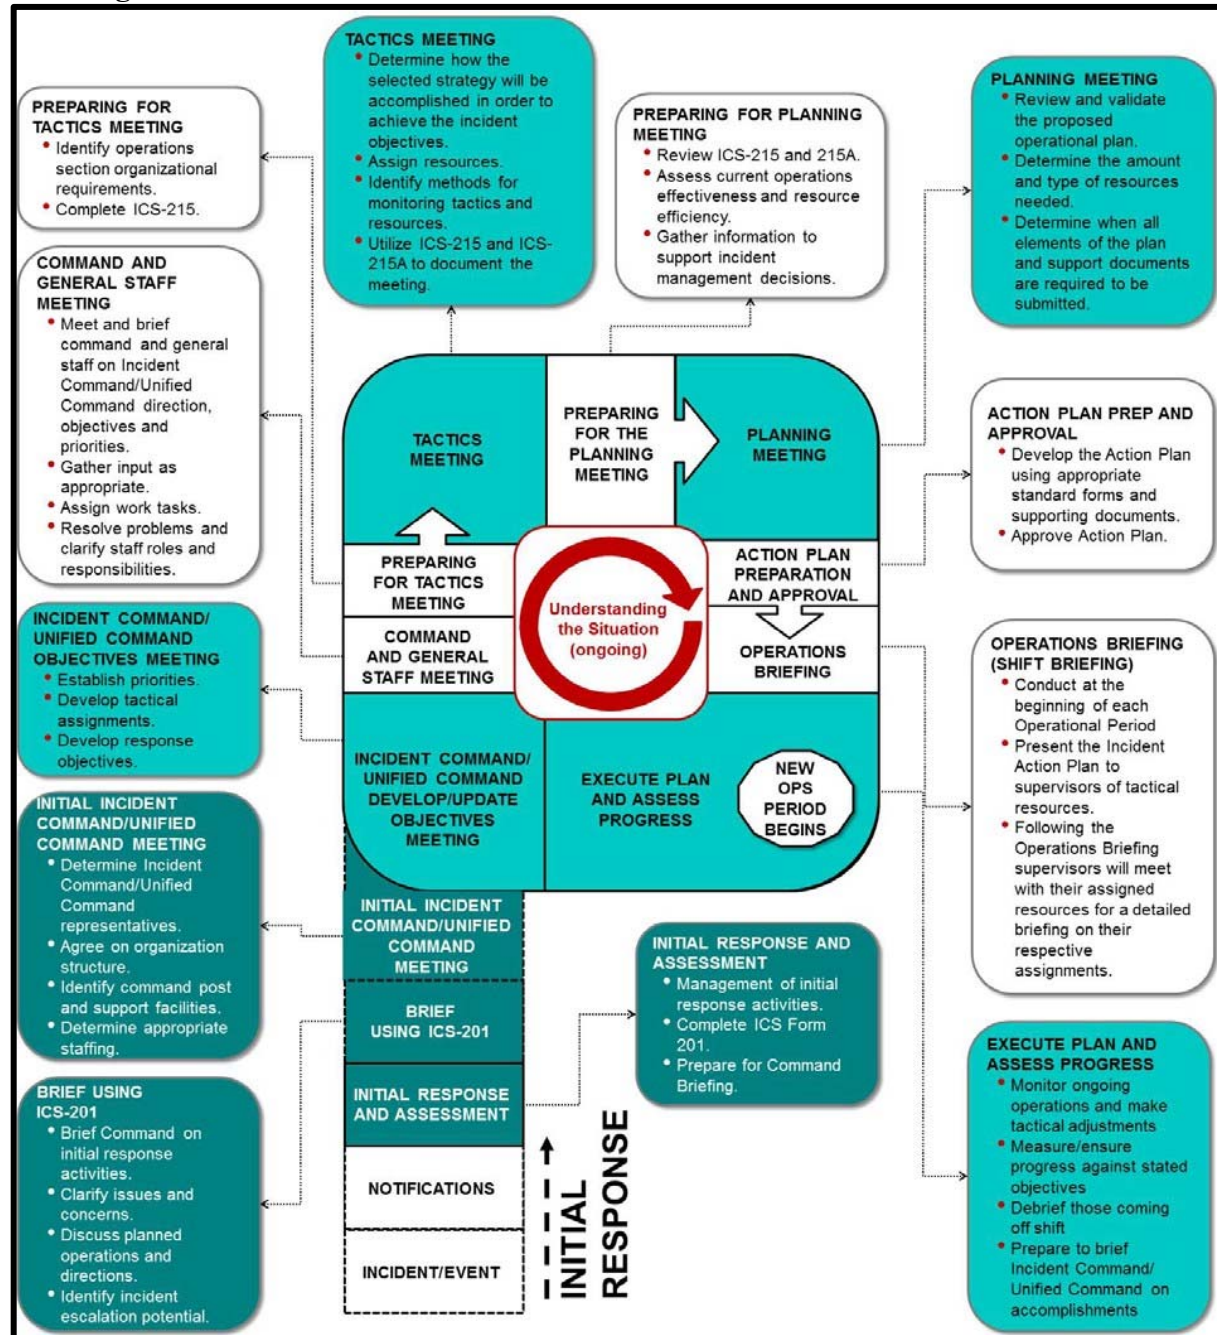 TACTICS MEETING
• Determine how the
selected strategy will be
accomplished in order to
achieve the incident
objectives.
• Assign resources.
• Identify methods for
monitoring tactics and
resources.
• Utilize ICS-215 and ICS-
215A to document the
meeting.
PREPARING FOR
TACTICS MEETING
• Identify operations
section organizational
requirements.
• Complete ICS-215.
PREPARING FOR PLANNING
MEETING
• Review ICS-215 and 215A.
• Assess current operations
effectiveness and resource
efficiency.
• Gather information to
support incident
management decisions.
PLANNING MEETING
• Review and validate
the proposed
operational plan.
• Determine the amount
and type of resources
needed.
• Determine when all
elements of the plan
and support documents
are required to be
submitted.
COMMAND AND
GENERAL STAFF
MEETING
• Meet and brief
command and general
staff on Incident
Command/Unified
Command direction,
objectives and
priorities.
• Gather input as
appropriate.
• Assign work tasks.
• Resolve problems and
clarify staff roles and
responsibilities.
TACTICS
MEETING
PREPARING
FOR THE
PLANNING
MEETING
PLANNING
MEETING
ACTION PLAN PREP AND
APPROVAL
• Develop the Action Plan
using appropriate
standard forms and
supporting documents.
• Approve Action Plan.
PREPARING
FOR TACTICS
MEETING
COMMAND
AND GENERAL
STAFF MEETING
Understanding
the Situation
(ongoing)
ACTION PLAN
PREPARATION
AND APPROVAL
OPERATIONS
BRIEFING
INCIDENT COMMAND/
UNIFIED COMMAND
OBJECTIVES MEETING
• Establish priorities.
• Develop tactical
assignments.
• Develop response
objectives.
OPERATIONS BRIEFING
(SHIFT BRIEFING)
• Conduct at the
beginning of each
Operational Period
• Present the Incident
Action Plan to
supervisors of tactical
resources.
• Following the
Operations Briefing
supervisors will meet
with their assigned
resources for a detailed
briefing on their
respective
assignments.
INCIDENT COMMAND/
UNIFIED COMMAND
DEVELOP/UPDATE
OBJECTIVES
MEETING
EXECUTE PLAN
AND ASSESS
PROGRESS
NEW
OPS
PERIOD
BEGINS
INITIAL INCIDENT
COMMAND/UNIFIED
COMMAND MEETING
• Determine Incident
Command/Unified
Command
representatives.
• Agree on organization
structure.
• Identify command post
and support facilities.
• Determine appropriate
staffing.
INITIAL INCIDENT
COMMAND/UNIFIED
COMMAND
MEETING
BRIEF
USING ICS-201
INITIAL RESPONSE
AND ASSESSMENT
NOTIFICATIONS
INCIDENT/EVENT
INITIAL
RESPONSE
INITIAL RESPONSE AND
ASSESSMENT
• Management of initial
response activities.
• Complete ICS Form
201.
• Prepare for Command
Briefing.
BRIEF USING
ICS-201
• Brief Command on
initial response
activities.
• Clarify issues and
concerns.
• Discuss planned
operations and
directions.
• Identify incident
escalation potential.
EXECUTE PLAN AND
ASSESS PROGRESS
• Monitor ongoing
operations and make
tactical adjustments
• Measure/ensure
progress against stated
objectives
• Debrief those coming
off shift
• Prepare to brief
Incident Command/
Unified Command on
accomplishments